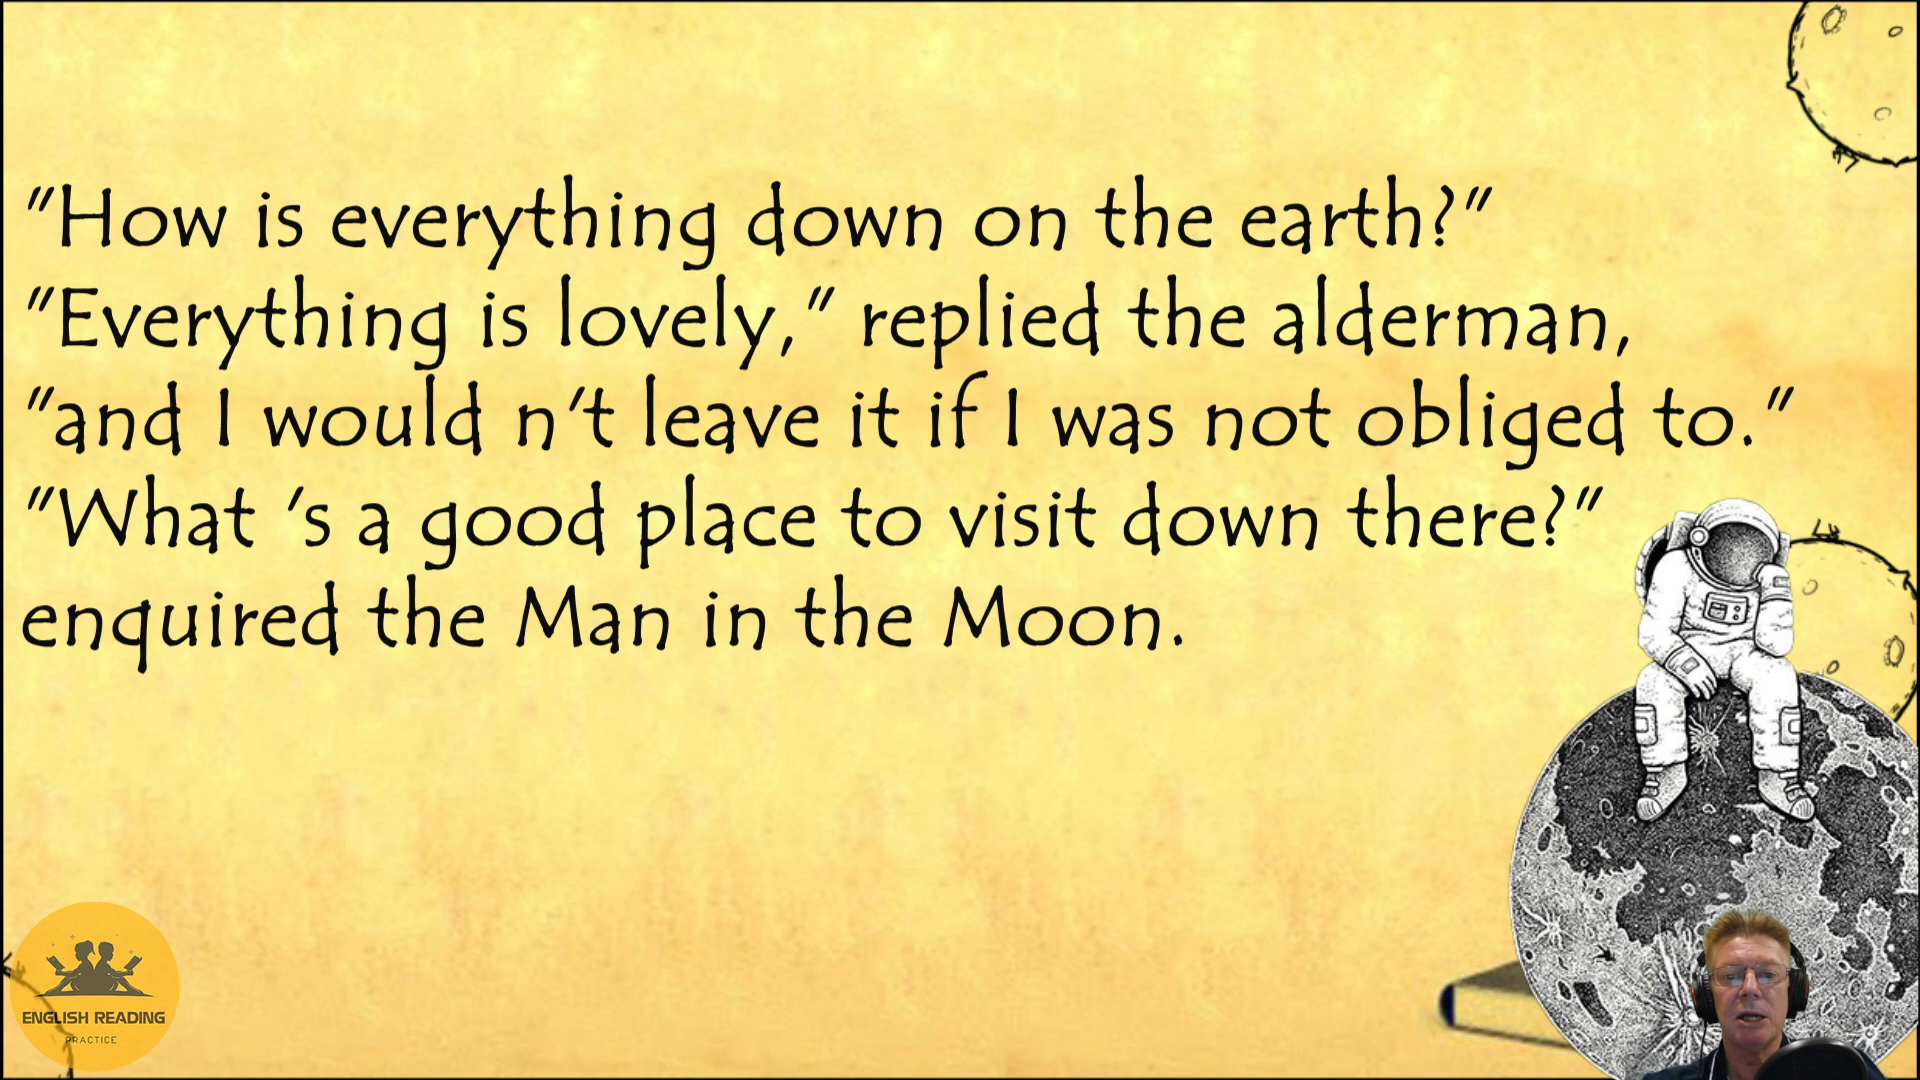 "How is everything down on the earth?"
"Everything is lovely," replied the alderman,
"and I would n't leave it if I was not obliged to."
"What 's a good place to visit down there?"
enquired the Man in the Moon.
ENGLISH READING
PRACTICE